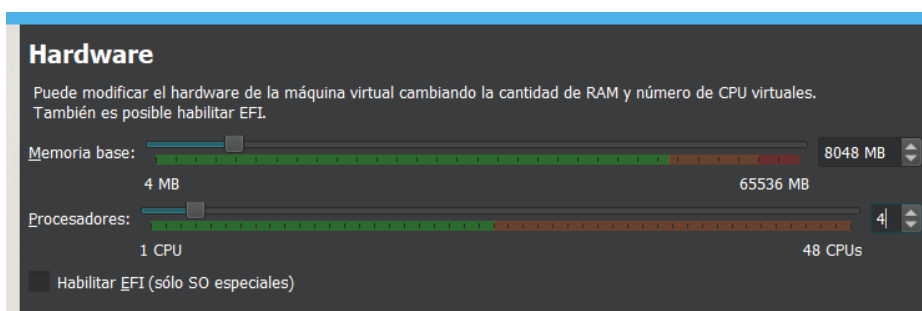 Hardware
Puede modificar el hardware de la máquina virtual cambiando la cantidad de RAM y número de CPU virtuales.
También es posible habilitar EFI.
Memoria base: 8048 MB
4 MB 65536 MB
Procesadores: 4
1 CPU 48 CPUs
Habilitar EFI (sólo SO especiales)